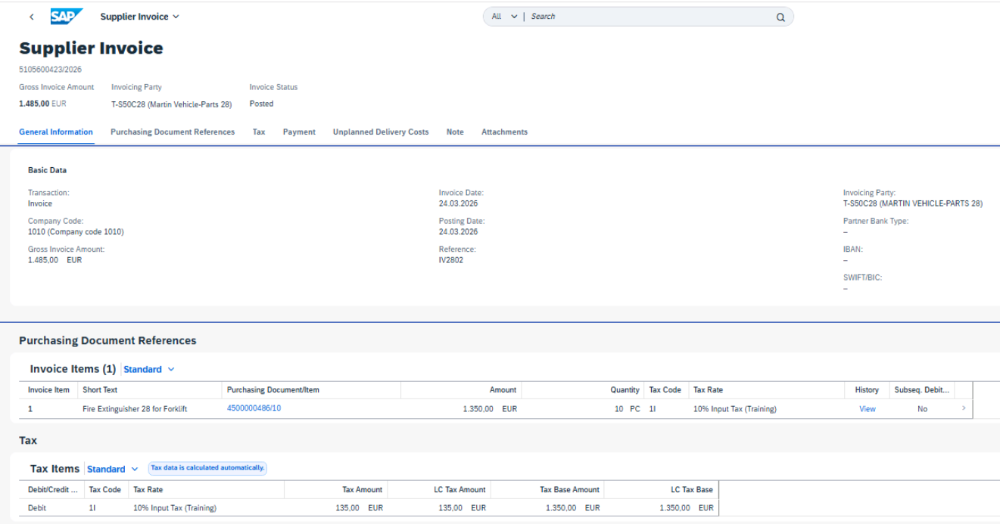 SAP Supplier Invoice All Search
Supplier Invoice
5105600423/2026
Gross Invoice Amount Invoicing Party Invoice Status
1.485,00 EUR T-S50C28 (Martin Vehicle-Parts 28) Posted
General Information Purchasing Document References Tax Payment Unplanned Delivery Costs Note Attachments
Basic Data
Transaction: Invoice Date: Invoicing Party:
Invoice 24.03.2026 T-S50C28 (MARTIN VEHICLE-PARTS 28)
Company Code: Posting Date: Partner Bank Type:
1010 (Company code 1010) 24.03.2026 –
Gross Invoice Amount: Reference: IBAN:
1.485,00 EUR IV2802 –
SWIFT/BIC:
–
Purchasing Document References
Invoice Items (1) Standard
Invoice Item Short Text Purchasing Document/Item Amount Quantity Tax Code Tax Rate History Subseq. Debit...
1 Fire Extinguisher 28 for Forklift 4500000486/10 1.350,00 EUR 10 PC 1I 10% Input Tax (Training) View No
Tax
Tax Items Standard Tax data is calculated automatically.
Debit/Credit ... Tax Code Tax Rate Tax Amount LC Tax Amount Tax Base Amount LC Tax Base
Debit 1I 10% Input Tax (Training) 135,00 EUR 135,00 EUR 1.350,00 EUR 1.350,00 EUR